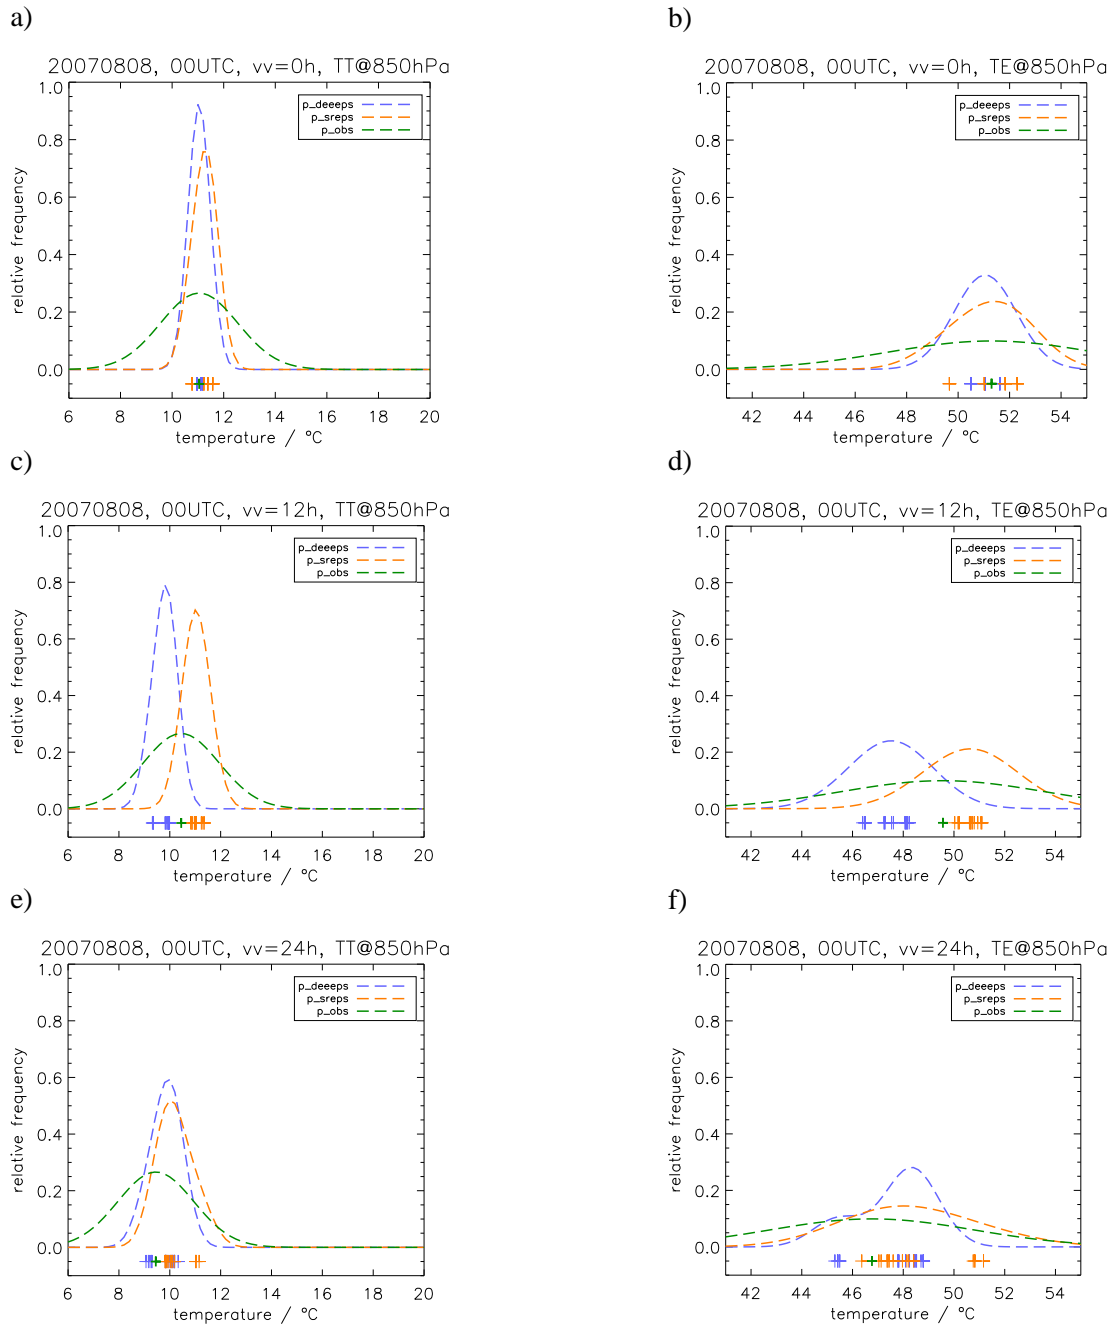 a)
20070808, 00UTC, vv=0h, TT@850hPa
1.0
0.8
0.6
0.4
0.2
0.0
relative frequency
p_deeeps
p_sreps
p_obs
6 8 10 12 14 16 18 20
temperature / °C
b)
20070808, 00UTC, vv=0h, TE@850hPa
1.0
0.8
0.6
0.4
0.2
0.0
relative frequency
p_deeeps
p_sreps
p_obs
42 44 46 48 50 52 54
temperature / °C
c)
20070808, 00UTC, vv=12h, TT@850hPa
1.0
0.8
0.6
0.4
0.2
0.0
relative frequency
p_deeeps
p_sreps
p_obs
6 8 10 12 14 16 18 20
temperature / °C
d)
20070808, 00UTC, vv=12h, TE@850hPa
1.0
0.8
0.6
0.4
0.2
0.0
relative frequency
p_deeeps
p_sreps
p_obs
42 44 46 48 50 52 54
temperature / °C
e)
20070808, 00UTC, vv=24h, TT@850hPa
1.0
0.8
0.6
0.4
0.2
0.0
relative frequency
p_deeeps
p_sreps
p_obs
6 8 10 12 14 16 18 20
temperature / °C
f)
20070808, 00UTC, vv=24h, TE@850hPa
1.0
0.8
0.6
0.4
0.2
0.0
relative frequency
p_deeeps
p_sreps
p_obs
42 44 46 48 50 52 54
temperature / °C